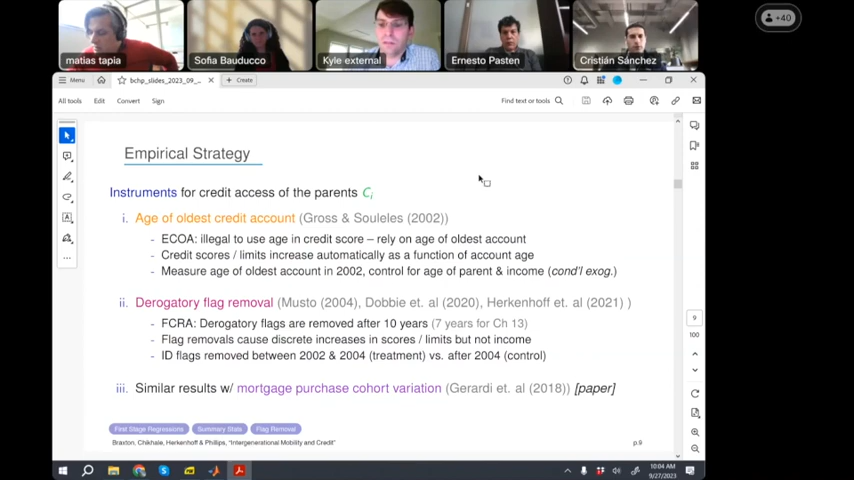 +40
matias tapia
Sofia Bauducco
Kyle external
Ernesto Pasten
Cristián Sánchez
Menu
bchp_slides_2023_09_...
+ Create
All tools
Edit
Convert
Sign
Find text or tools
Empirical Strategy
Instruments for credit access of the parents Ci
i. Age of oldest credit account (Gross & Souleles (2002))
- ECOA: illegal to use age in credit score – rely on age of oldest account
- Credit scores / limits increase automatically as a function of account age
- Measure age of oldest account in 2002, control for age of parent & income (cond'l exog.)
ii. Derogatory flag removal (Musto (2004), Dobbie et. al (2020), Herkenhoff et. al (2021) )
- FCRA: Derogatory flags are removed after 10 years (7 years for Ch 13)
- Flag removals cause discrete increases in scores / limits but not income
- ID flags removed between 2002 & 2004 (treatment) vs. after 2004 (control)
iii. Similar results w/ mortgage purchase cohort variation (Gerardi et. al (2018)) [paper]
First Stage Regressions
Summary Stats
Flag Removal
Braxton, Chikhale, Herkenhoff & Phillips, "Intergenerational Mobility and Credit"
p.9
9
100
10:04 AM
9/27/2023